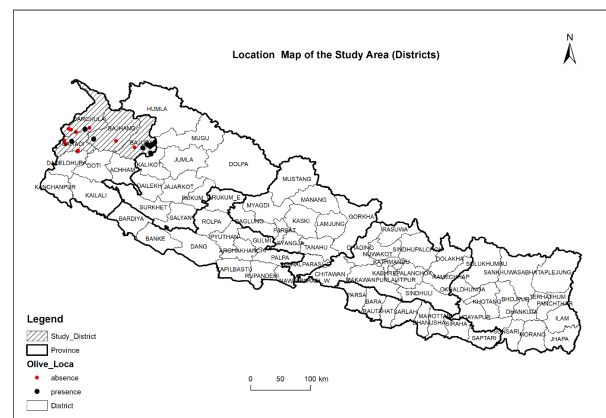 Location Map of the Study Area (Districts)
N
HUMLA
DARCHULA
BAJHANG
MUGU
DADELDHURA
DOTI
KALIKOT
JUMLA
DOLPA
ACHHAM
KANCHANPUR
KAILALI
DAILEKH
JAJARKOT
MUSTANG
SURKHET
SALYAN
RUKUM_E
MYAGDI
MANANG
GORKHA
BARDIYA
ROLPA
BAGLUNG
KASKI
LAMJUNG
RASUWA
BANKE
DANG
PYUTHAN
GULMI
PARBAT
SYANGJA
TANAHU
DHADING
NUWAKOT
SINDHUPALCHOK
DOLAKHA
ARGHAKHANCHI
PALPA
KATHMANDU
SOLUKHUMBU
SANKHUWASABHA
TAPLEJUNG
KAPILBASTU
RUPANDEHI
CHITAWAN
MAKAWANPUR
LALITPUR
RAMECHHAP
SINDHULI
OKHALDHUNGA
KHOTANG
BHOJPUR
TERHATHUM
PANCHTHAR
PARSA
BARA
RAUTAHAT
SARLAHI
DHANUSHA
SIRAHA
UDAYAPUR
DHANKUTA
ILAM
SAPTARI
SUNSARI
MORANG
JHAPA
Legend
Study_District
Province
Olive_Loca
absence
presence
District
0 50 100 km